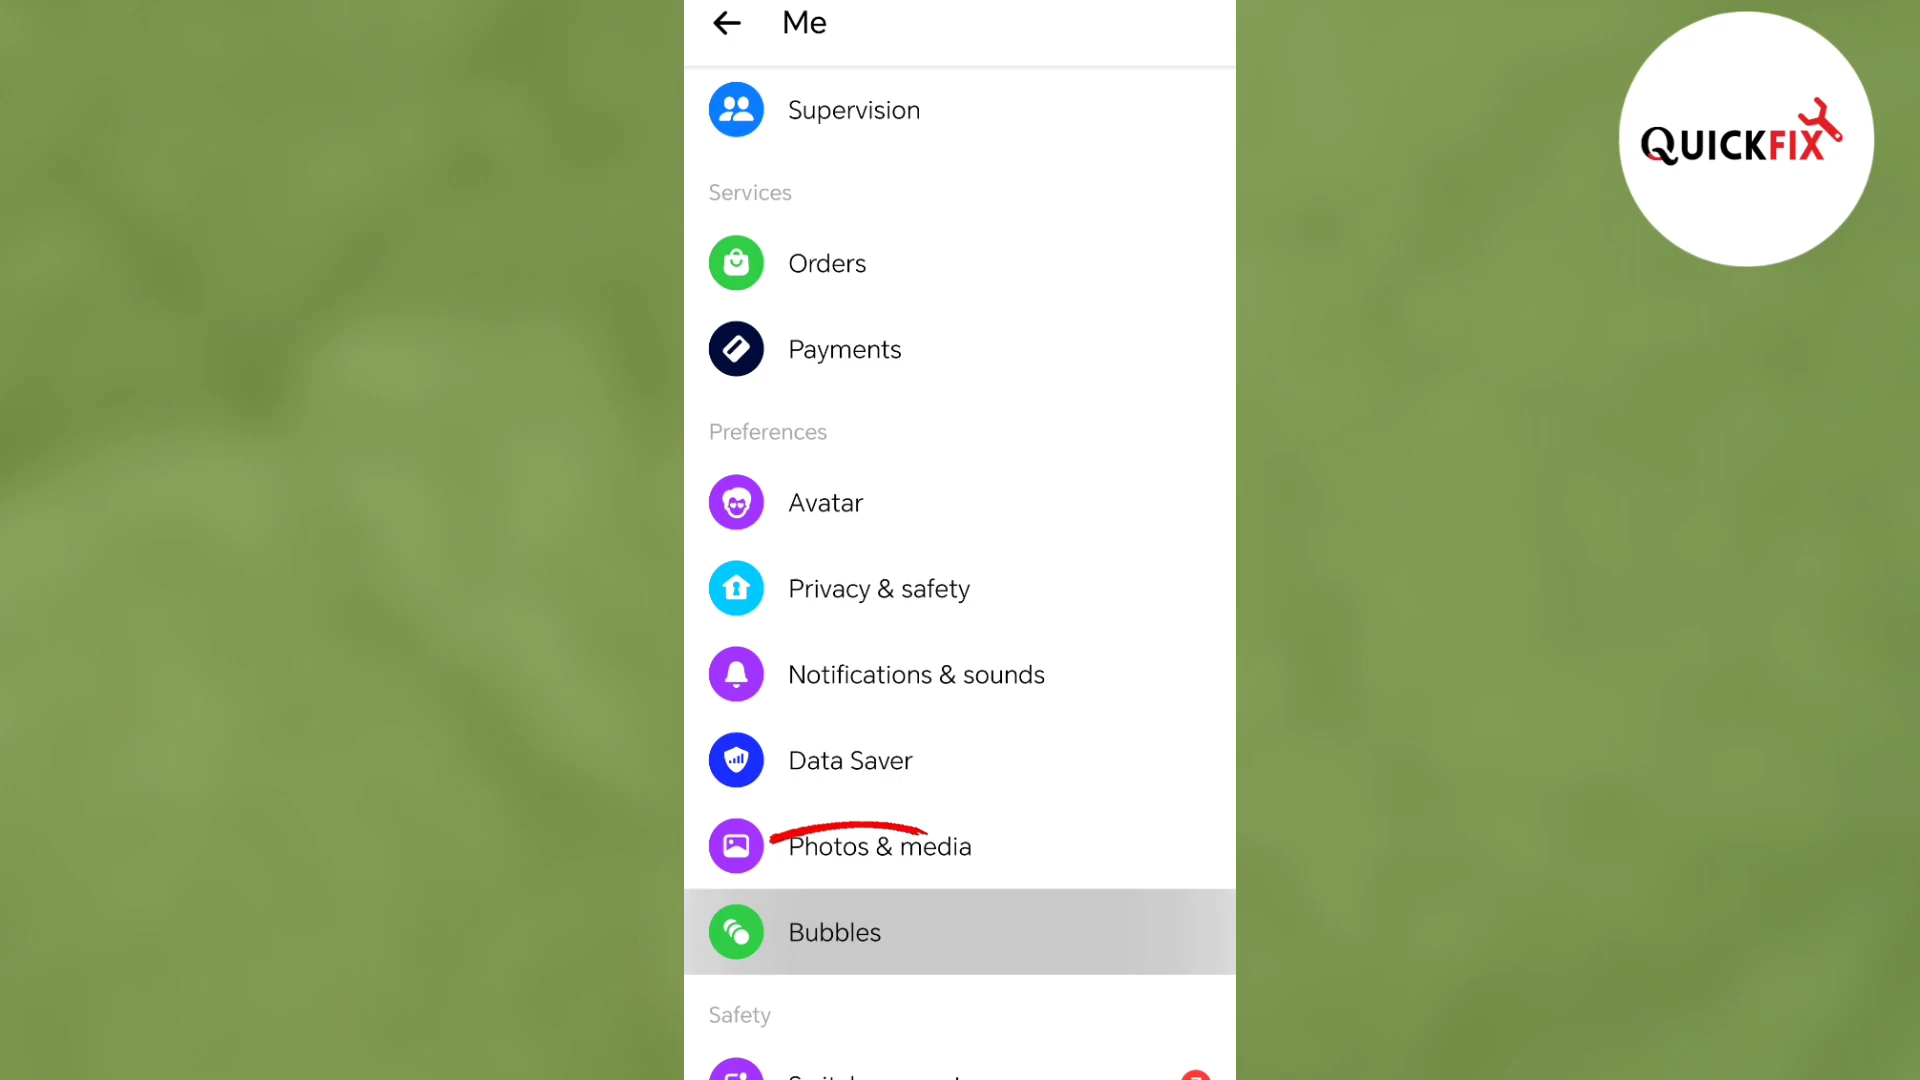 Me
QUICKFIX
Supervision
Services
Orders
Payments
Preferences
Avatar
Privacy & safety
Notifications & sounds
Data Saver
Photos & media
Bubbles
Safety